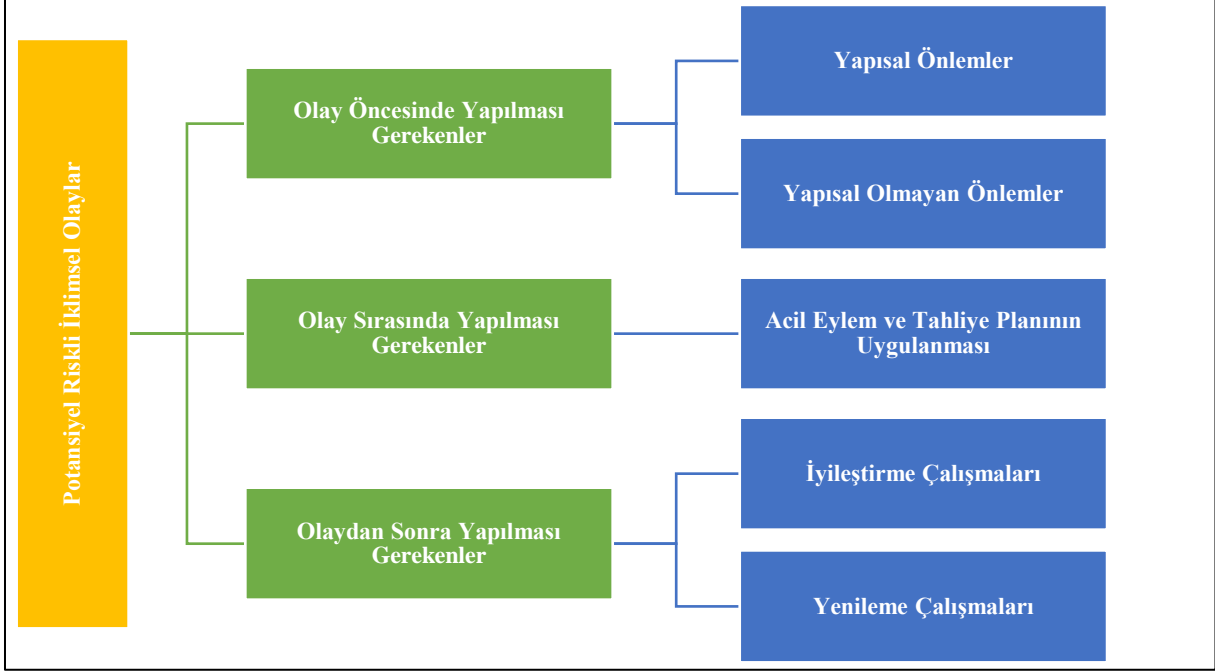 Potansiyel Riskli İklimsel Olaylar
Olay Öncesinde Yapılması
Gerekenler
Yapısal Önlemler
Yapısal Olmayan Önlemler
Olay Sırasında Yapılması
Gerekenler
Acil Eylem ve Tahliye Planının
Uygulanması
Olaydan Sonra Yapılması
Gerekenler
İyileştirme Çalışmaları
Yenileme Çalışmaları